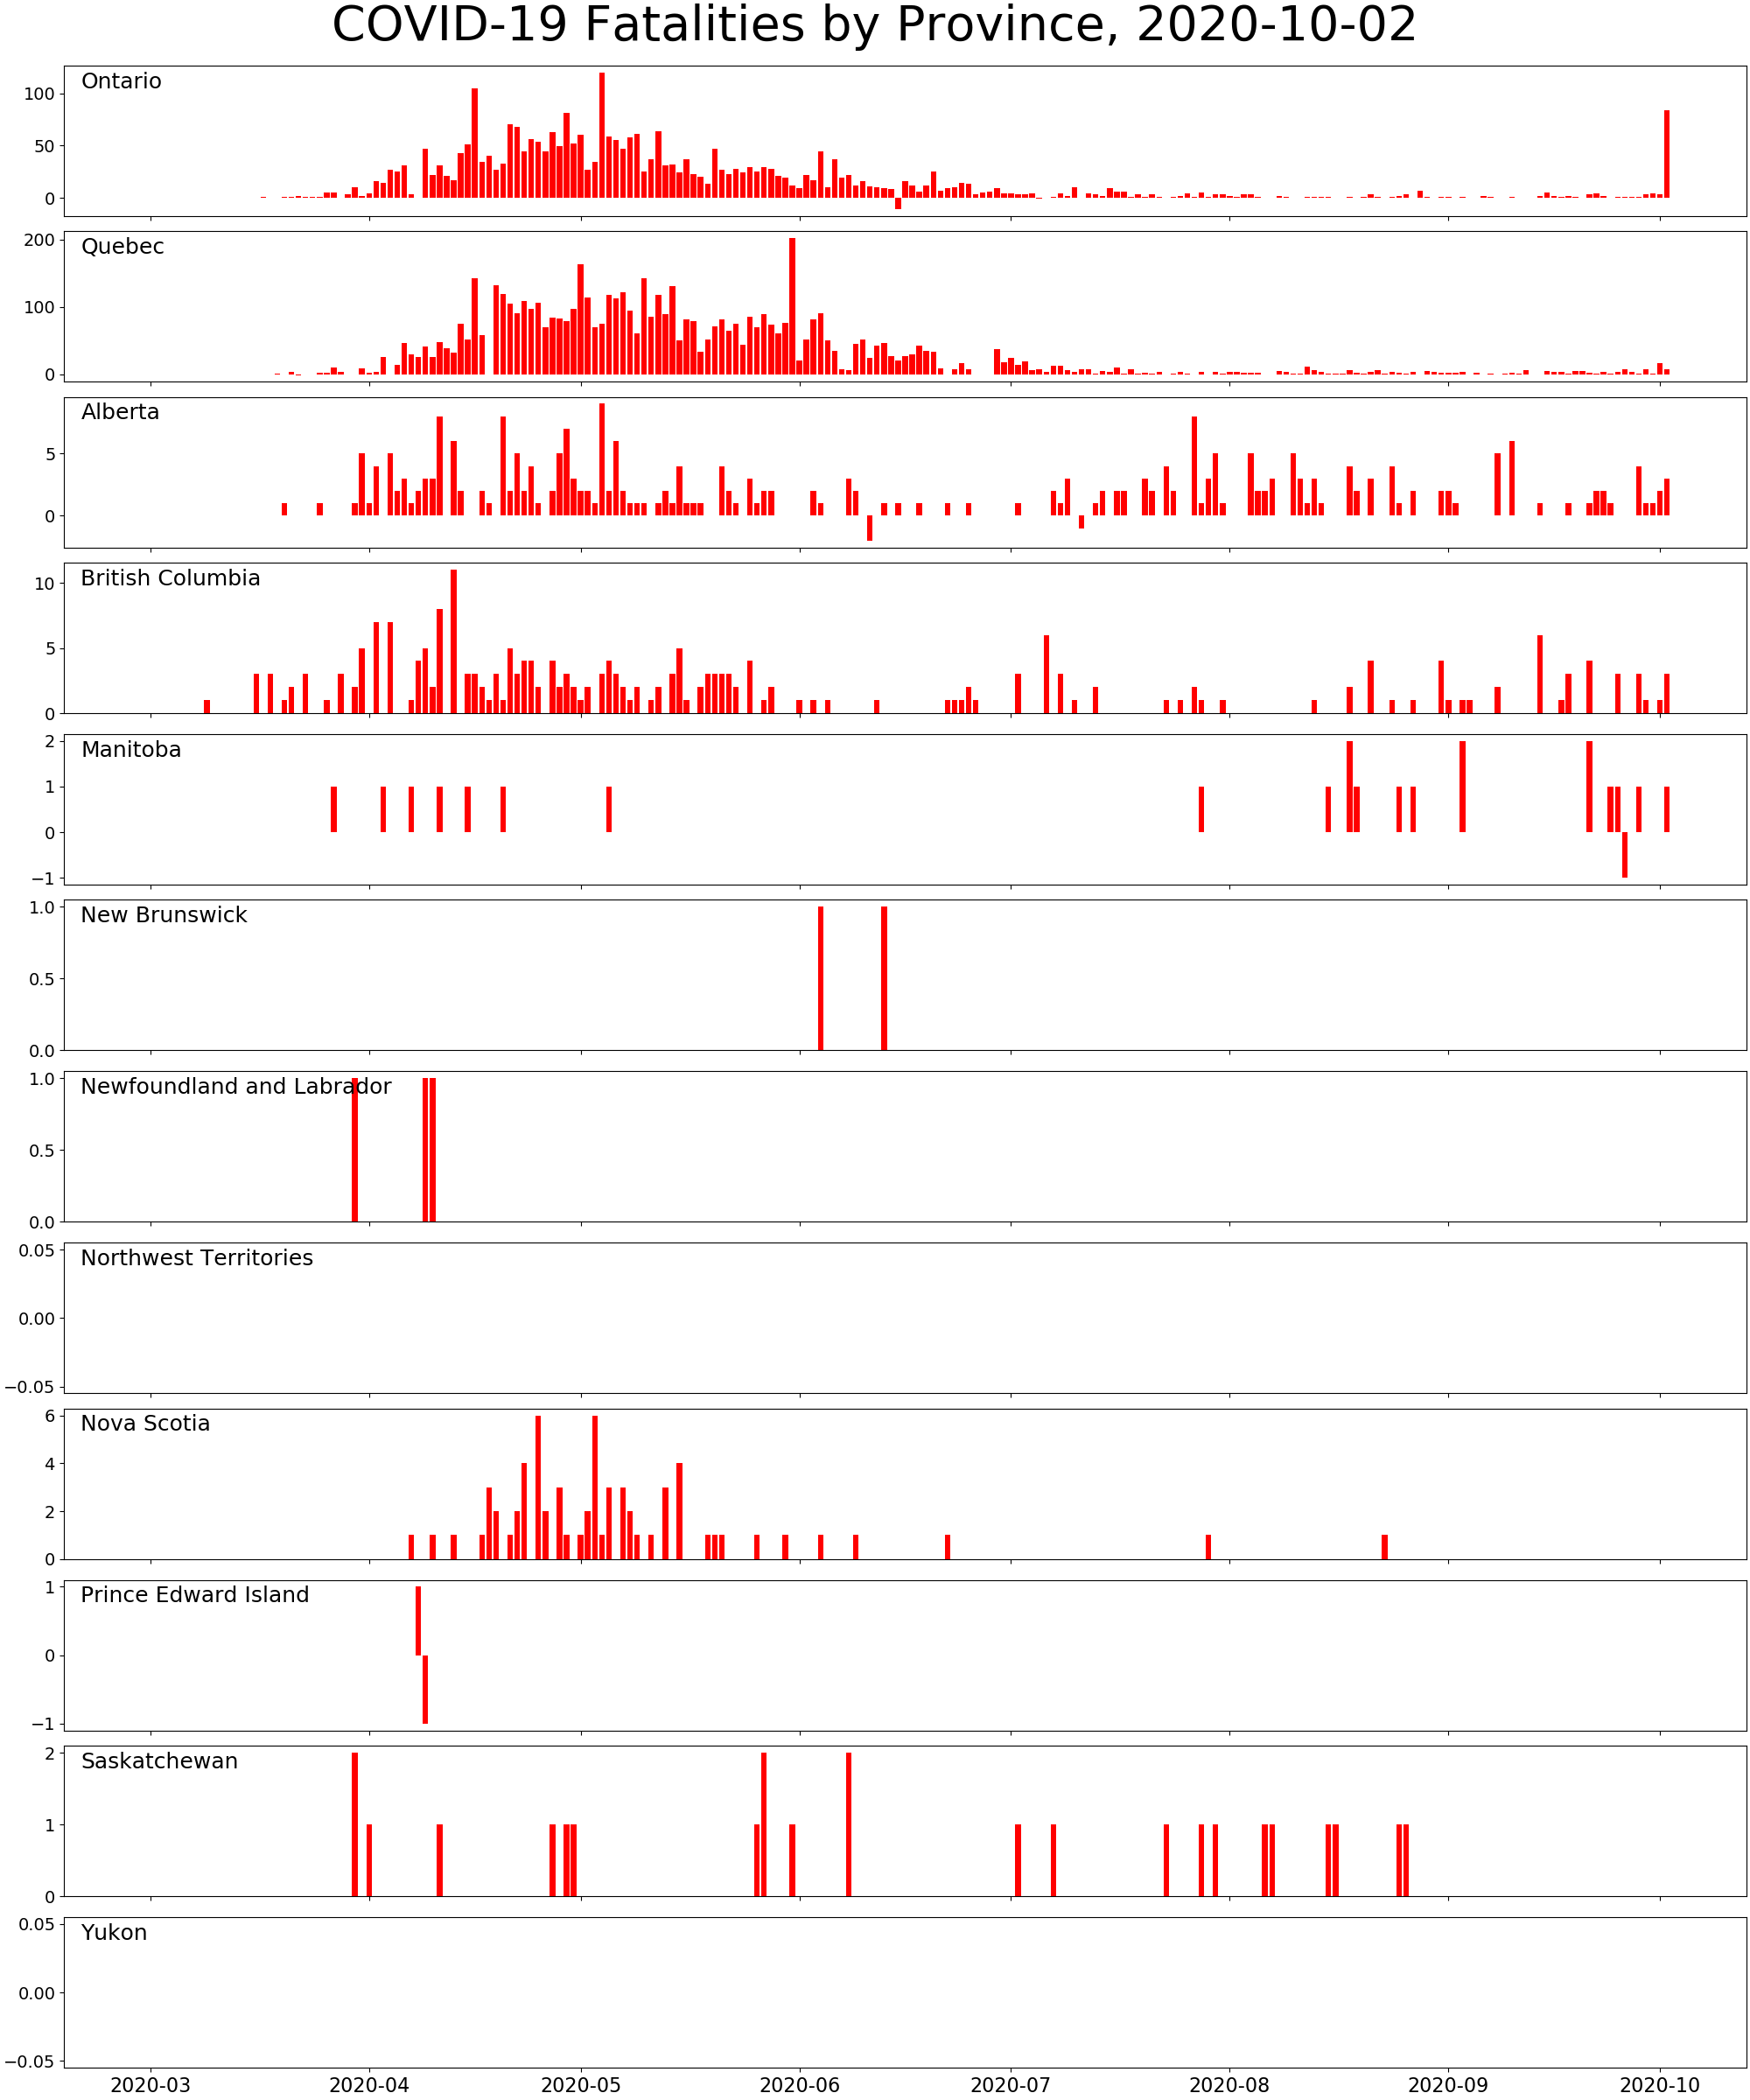 COVID-19 Fatalities by Province, 2020-10-02
Ontario
100
50
0
Quebec
200
100
0
Alberta
5
0
British Columbia
10
5
0
Manitoba
2
1
0
−1
New Brunswick
1.0
0.5
0.0
Newfoundland and Labrador
1.0
0.5
0.0
Northwest Territories
0.05
0.00
−0.05
Nova Scotia
6
4
2
0
Prince Edward Island
1
0
−1
Saskatchewan
2
1
0
Yukon
0.05
0.00
−0.05
2020-03 2020-04 2020-05 2020-06 2020-07 2020-08 2020-09 2020-10